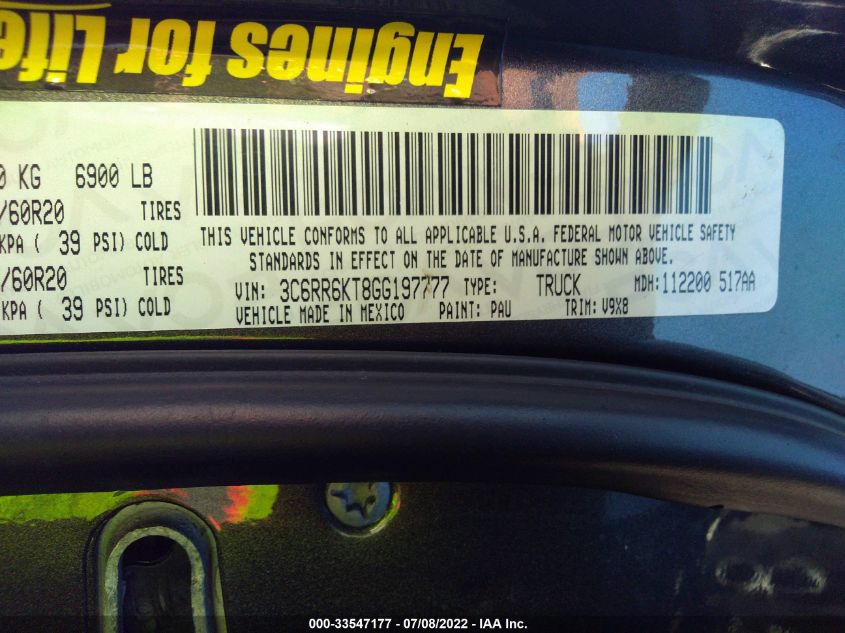 Engines for Life
0 KG 6900 LB
/60R20 TIRES
KPA ( 39 PSI) COLD
/60R20 TIRES
KPA ( 39 PSI) COLD
THIS VEHICLE CONFORMS TO ALL APPLICABLE U.S.A. FEDERAL MOTOR VEHICLE SAFETY
STANDARDS IN EFFECT ON THE DATE OF MANUFACTURE SHOWN ABOVE.
VIN: 3C6RR6KT8GG197777 TYPE: TRUCK MDH:112200 517AA
VEHICLE MADE IN MEXICO PAINT: PAU TRIM: V9X8
000-33547177 - 07/08/2022 - IAA Inc.